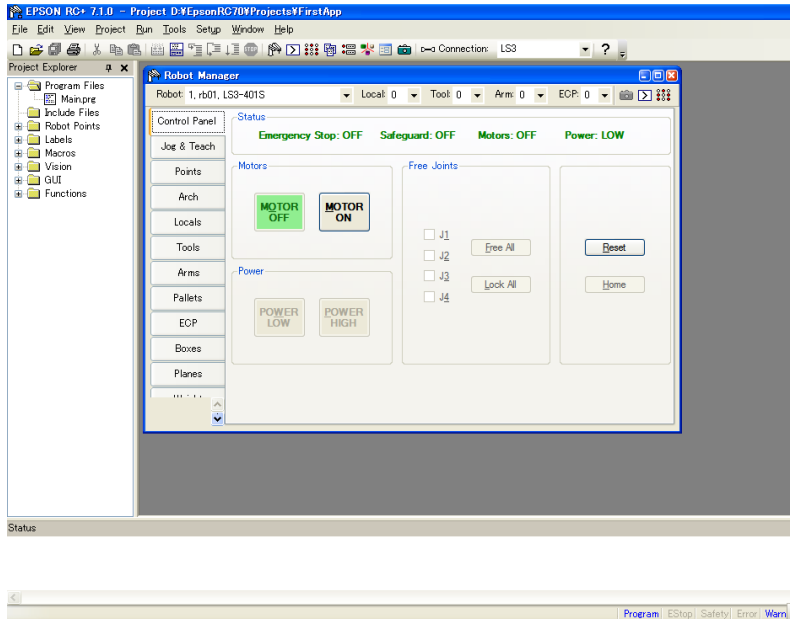 EPSON RC+ 7.1.0 - Project D:¥EpsonRC70¥Projects¥FirstApp
File Edit View Project Run Tools Setup Window Help
Connection: LS3
?
Project Explorer
Program Files
Main.prg
Include Files
Robot Points
Labels
Macros
Vision
GUI
Functions
Robot Manager
Robot: 1, rb01, LS3-401S Local: 0 Tool: 0 Arm: 0 ECP: 0
Control Panel
Jog & Teach
Points
Arch
Locals
Tools
Arms
Pallets
ECP
Boxes
Planes
Status
Emergency Stop: OFF Safeguard: OFF Motors: OFF Power: LOW
Motors
MOTOR OFF
MOTOR ON
Power
POWER LOW
POWER HIGH
Free Joints
J1
J2
J3
J4
Free All
Lock All
Reset
Home
Status
Program EStop Safety Error Warn